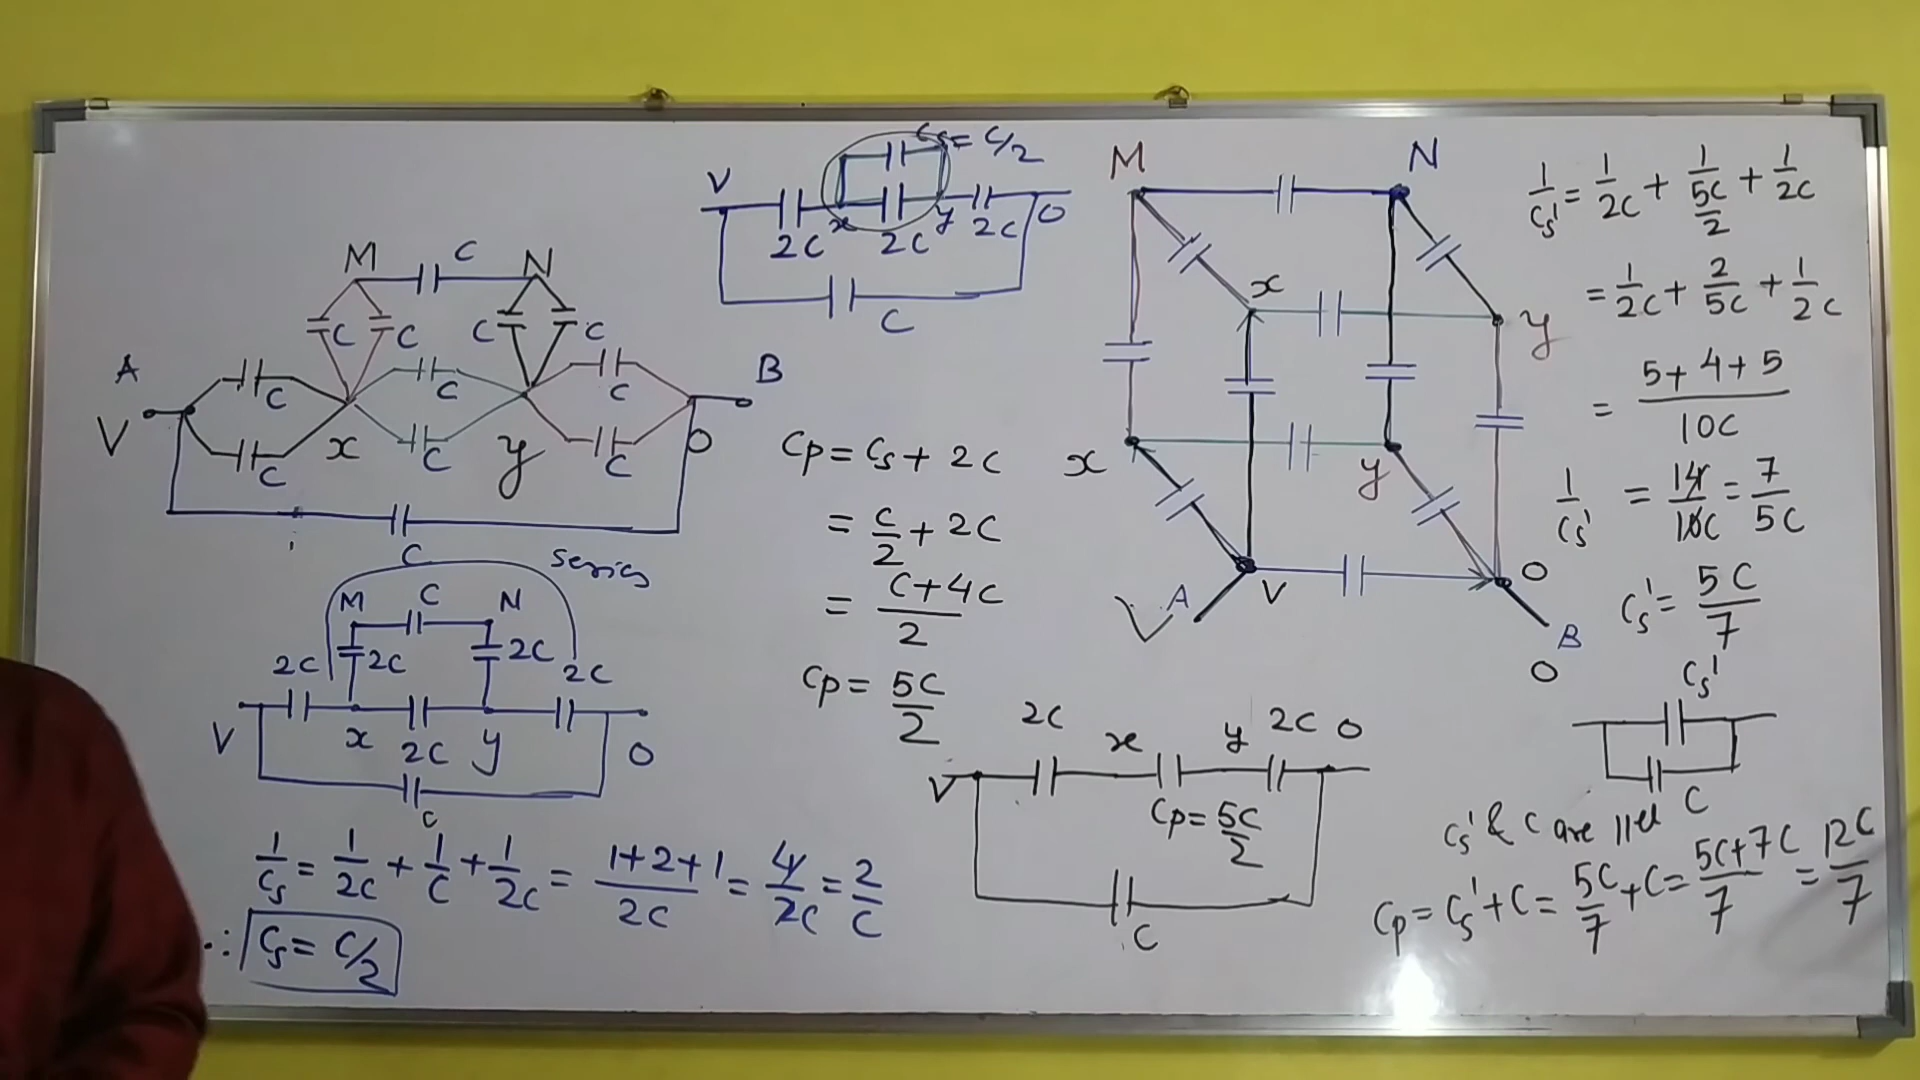 M C N
C C C C
A C C C B
V C x C y C O
C
series
M C N
2C 2C 2C 2C
V x 2C y O
C
1/Cs = 1/2C + 1/C + 1/2C = 1+2+1/2C = 4/2C = 2/C
∴ Cs = C/2
Cs = C/2
V x y O
2C 2C 2C
C
Cp = Cs + 2C
= C/2 + 2C
= C+4C/2
Cp = 5C/2
M N
x y
x y
A V O
V B
O
2C x y 2C O
V
Cp = 5C/2
C
1/Cs' = 1/2C + 1/5C/2 + 1/2C
= 1/2C + 2/5C + 1/2C
= 5+4+5/10C
1/Cs' = 14/10C = 7/5C
Cs' = 5C/7
Cs'
C
Cs' & C are llel
Cp = Cs' + C = 5C/7 + C = 5C+7C/7 = 12C/7